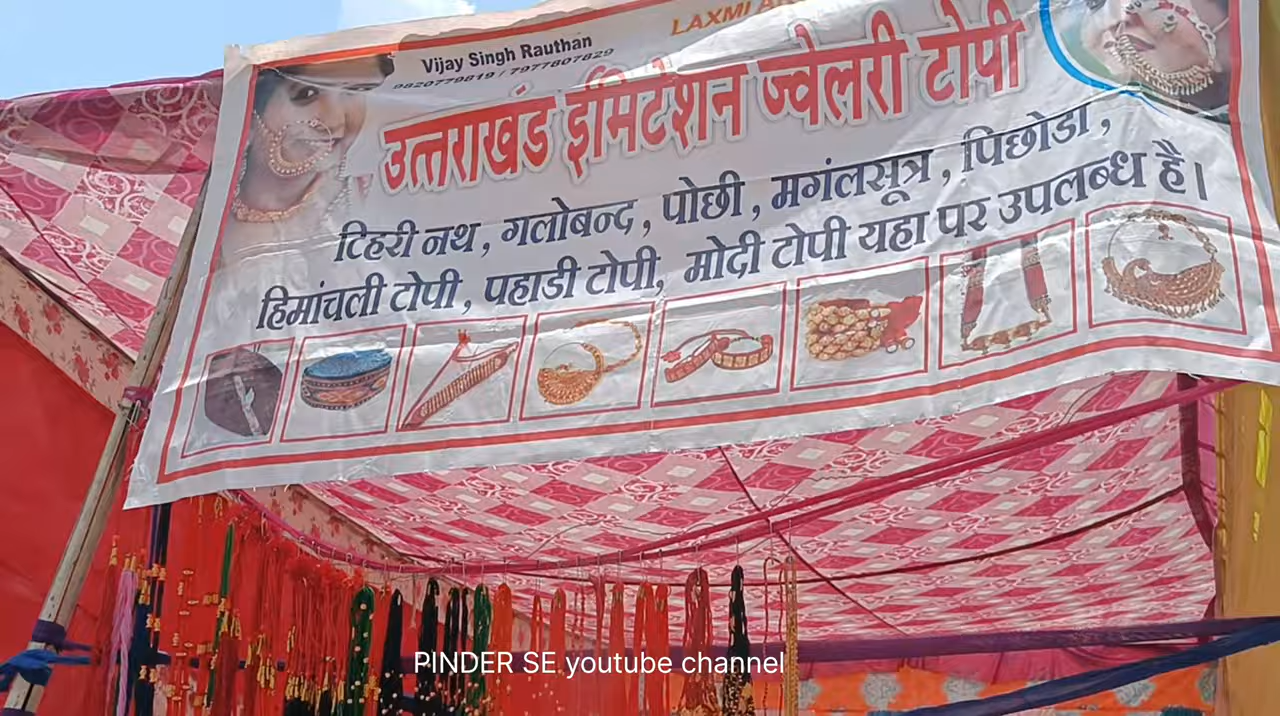 LAXMI
Vijay Singh Rauthan
9820779819 / 7977807829
उत्तराखंड ईमिटेशन ज्वेलरी टोपी
टिहरी नथ, गलोबन्द, पोछी, मगंलसूत्र, पिछोडा,
हिमांचली टोपी, पहाडी टोपी, मोदी टोपी यहा पर उपलब्ध है।
PINDER SE youtube channel